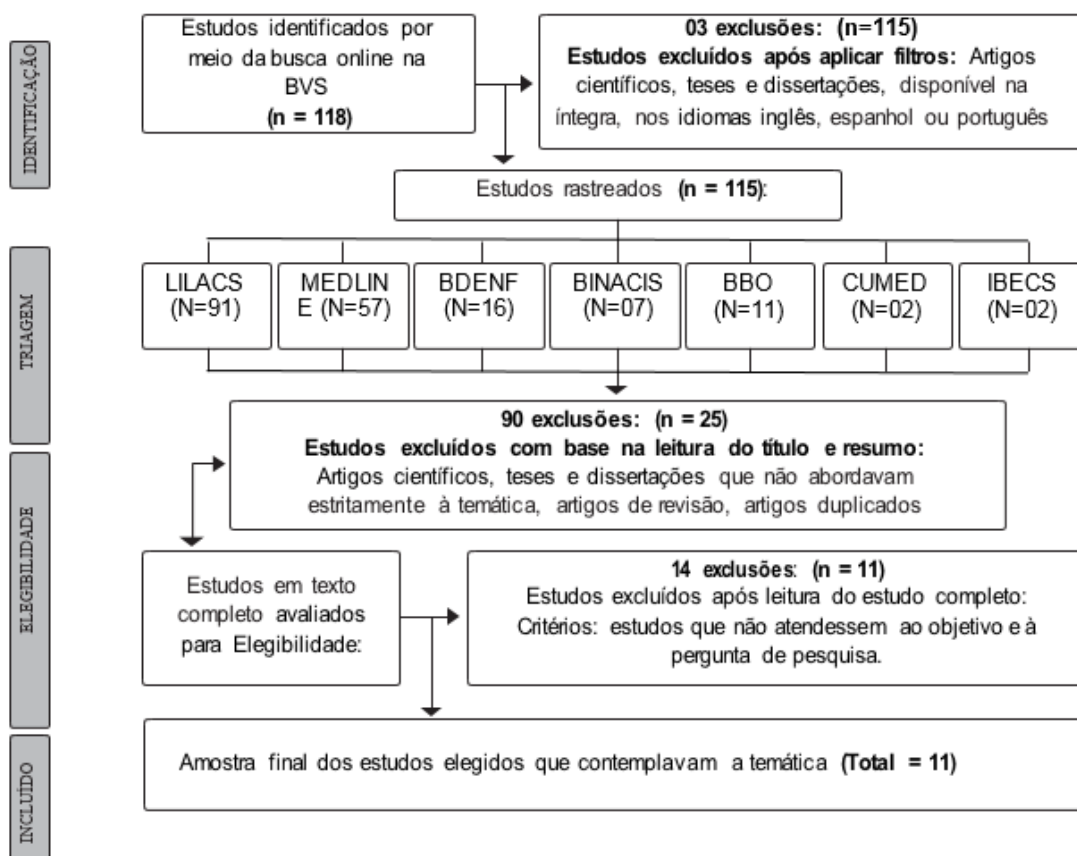 IDENTIFICAÇÃO
Estudos identificados por
meio da busca online na
BVS
(n = 118)
03 exclusões: (n=115)
Estudos excluídos após aplicar filtros: Artigos
científicos, teses e dissertações, disponível na
íntegra, nos idiomas inglês, espanhol ou português
Estudos rastreados (n = 115):
TRIAGEM
LILACS
(N=91)
MEDLIN
E (N=57)
BDENF
(N=16)
BINACIS
(N=07)
BBO
(N=11)
CUMED
(N=02)
IBECS
(N=02)
90 exclusões: (n = 25)
Estudos excluídos com base na leitura do título e resumo:
Artigos científicos, teses e dissertações que não abordavam
estritamente à temática, artigos de revisão, artigos duplicados
ELEGIBILIDADE
Estudos em texto
completo avaliados
para Elegibilidade:
14 exclusões: (n = 11)
Estudos excluídos após leitura do estudo completo:
Critérios: estudos que não atendessem ao objetivo e à
pergunta de pesquisa.
INCLUÍDO
Amostra final dos estudos elegidos que contemplavam a temática (Total = 11)